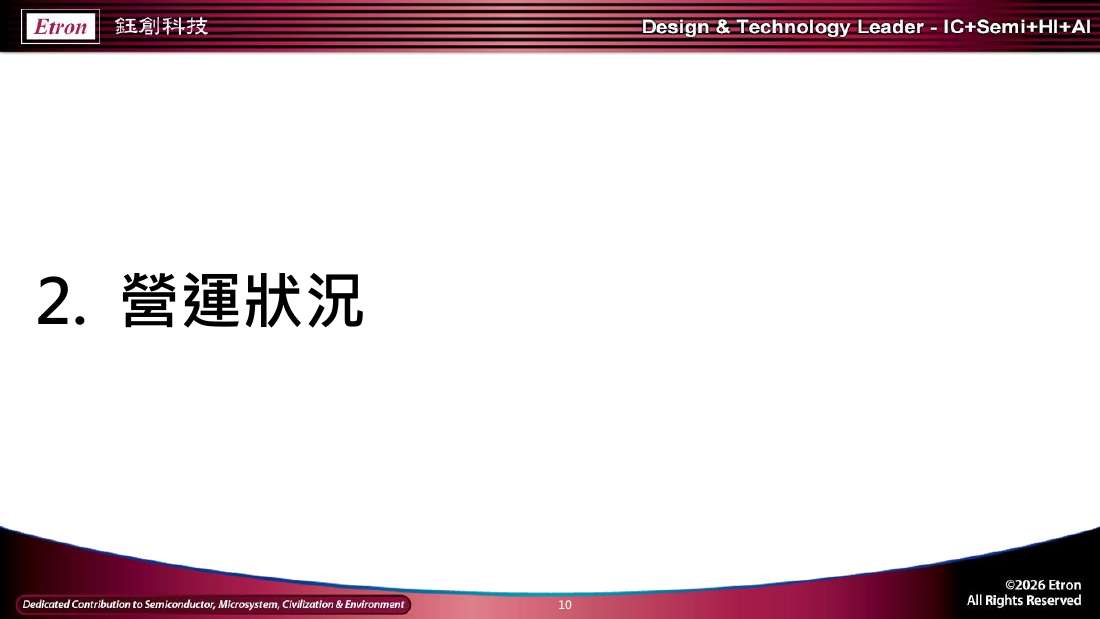 Etron 鈺創科技
Design & Technology Leader - IC+Semi+HI+AI
2. 營運狀況
©2026 Etron
All Rights Reserved
Dedicated Contribution to Semiconductor, Microsystem, Civilization & Environment
10